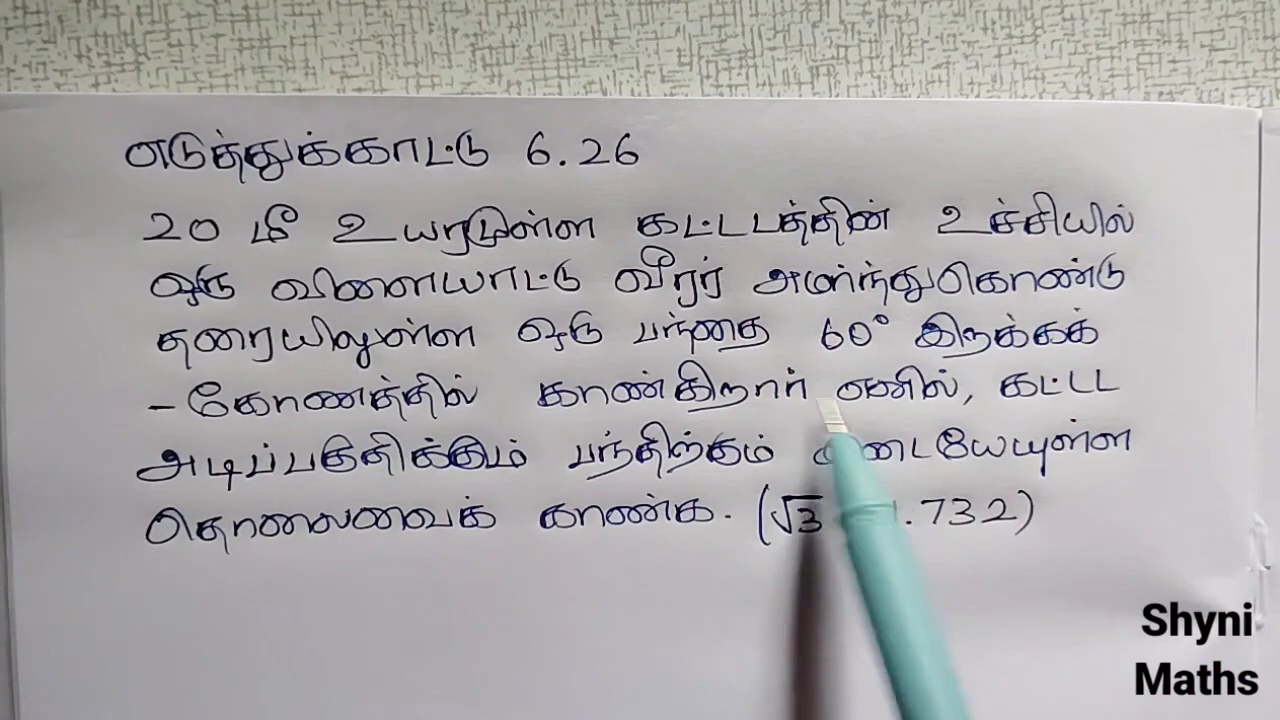 எடுத்துக்காட்டு 6.26
20 மீ உயரமுள்ள கட்டடத்தின் உச்சியில்
ஒரு விளையாட்டு வீரர் அமர்ந்துகொண்டு
தரையிலுள்ள ஒரு பந்தை 60° இறக்கக்
- கோணத்தில் காண்கிறார் எனில், கட்டட
அடிப்பகுதிக்கும் பந்திற்கும்
தொலைவைக் காண்க. (√3 .732)
Shyni
Maths